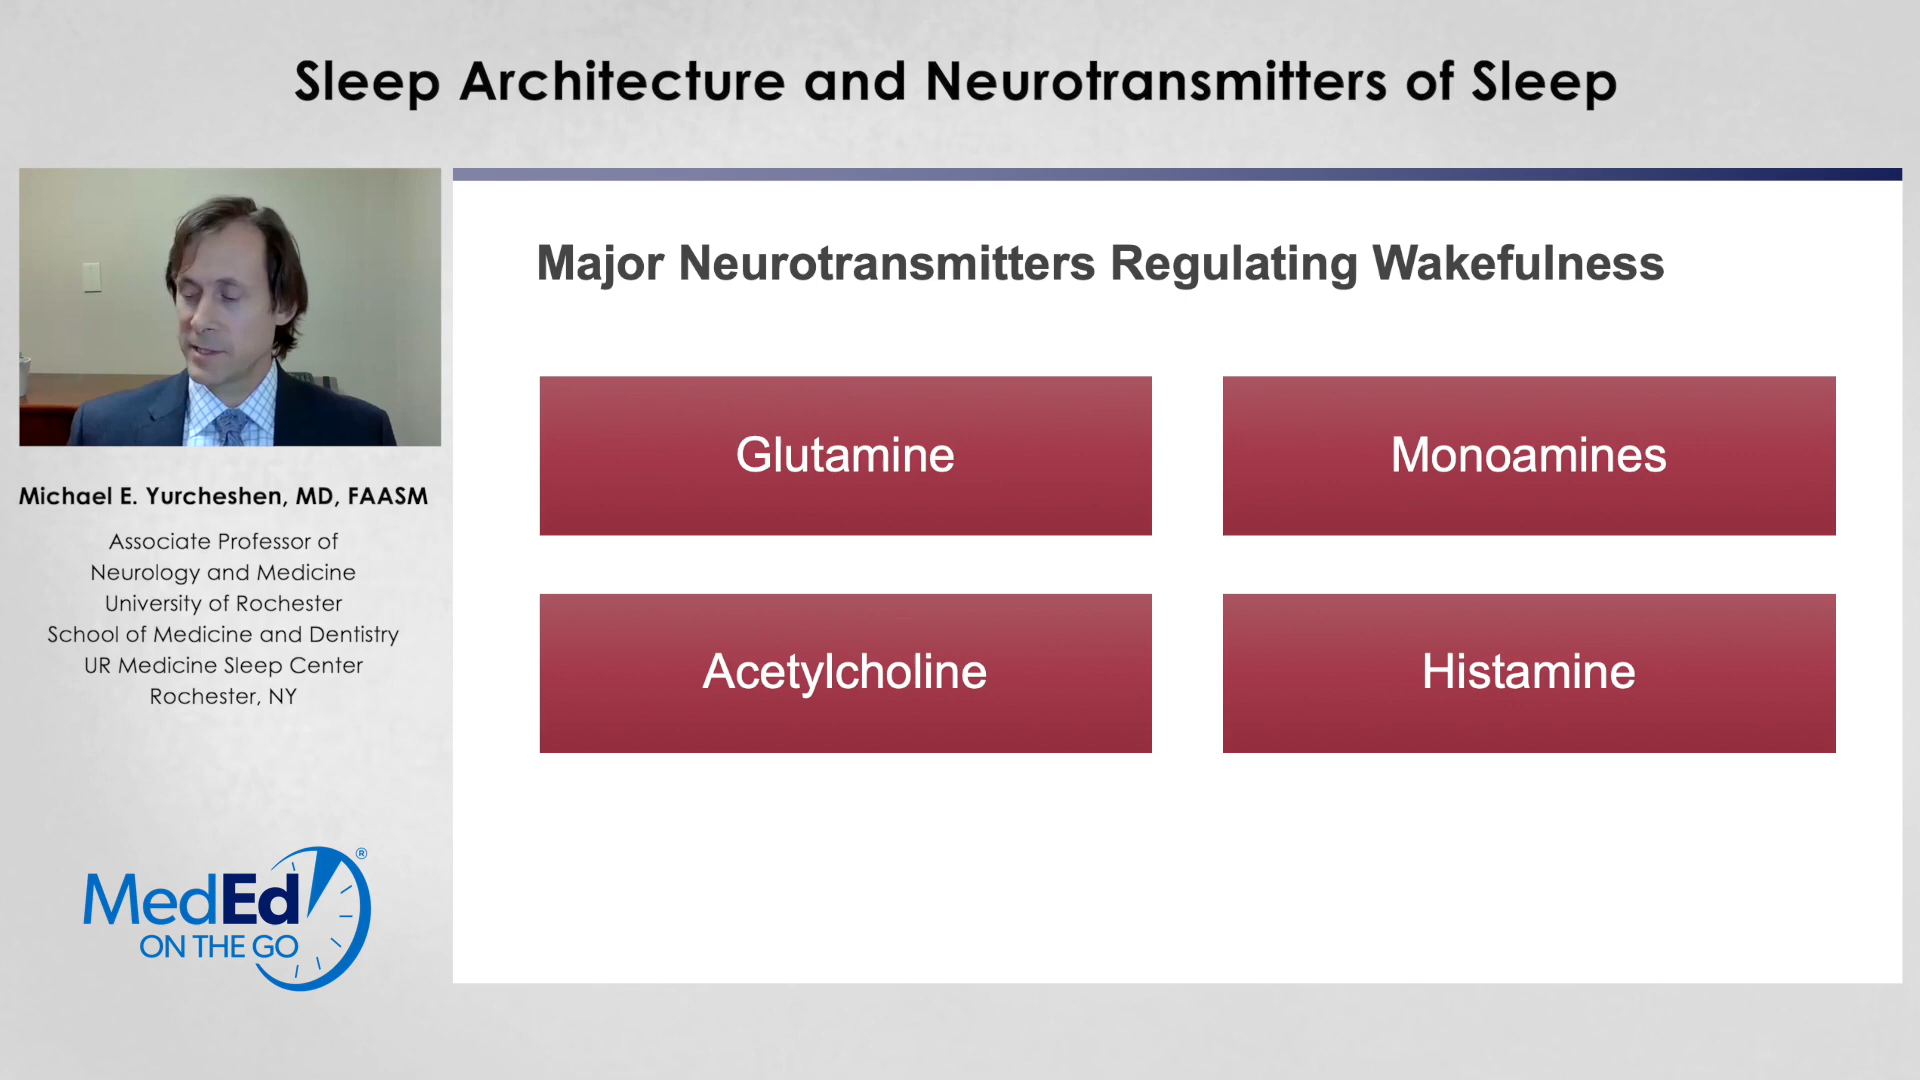 Sleep Architecture and Neurotransmitters of Sleep
Michael E. Yurcheshen, MD, FAASM
Associate Professor of
Neurology and Medicine
University of Rochester
School of Medicine and Dentistry
UR Medicine Sleep Center
Rochester, NY
MedEd®
ON THE GO
Major Neurotransmitters Regulating Wakefulness
Glutamine
Monoamines
Acetylcholine
Histamine